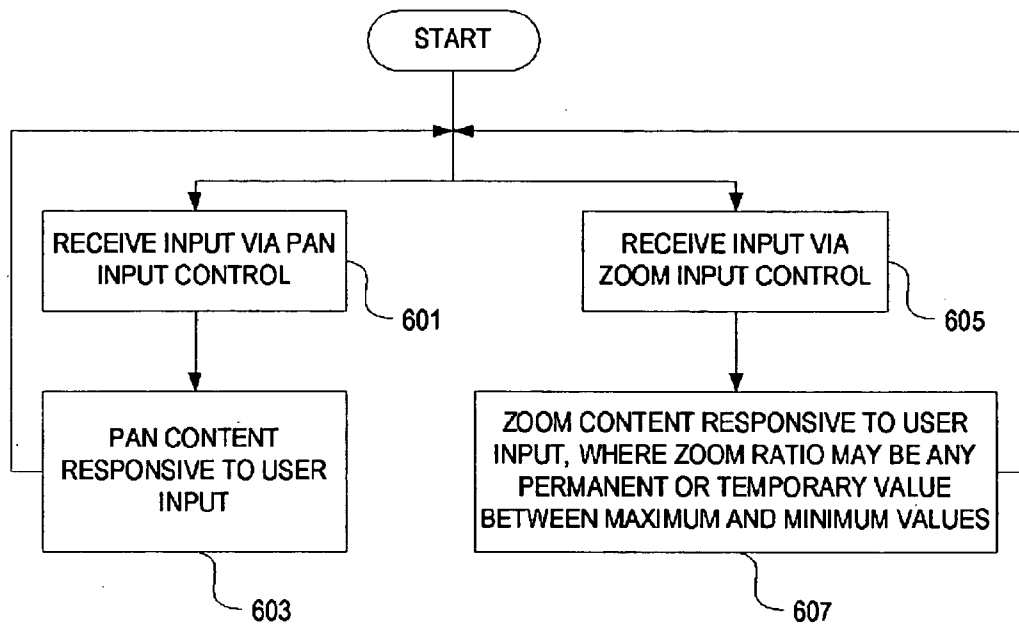 START
RECEIVE INPUT VIA PAN
INPUT CONTROL
601
RECEIVE INPUT VIA
ZOOM INPUT CONTROL
605
PAN CONTENT
RESPONSIVE TO USER
INPUT
603
ZOOM CONTENT RESPONSIVE TO USER
INPUT, WHERE ZOOM RATIO MAY BE ANY
PERMANENT OR TEMPORARY VALUE
BETWEEN MAXIMUM AND MINIMUM VALUES
607